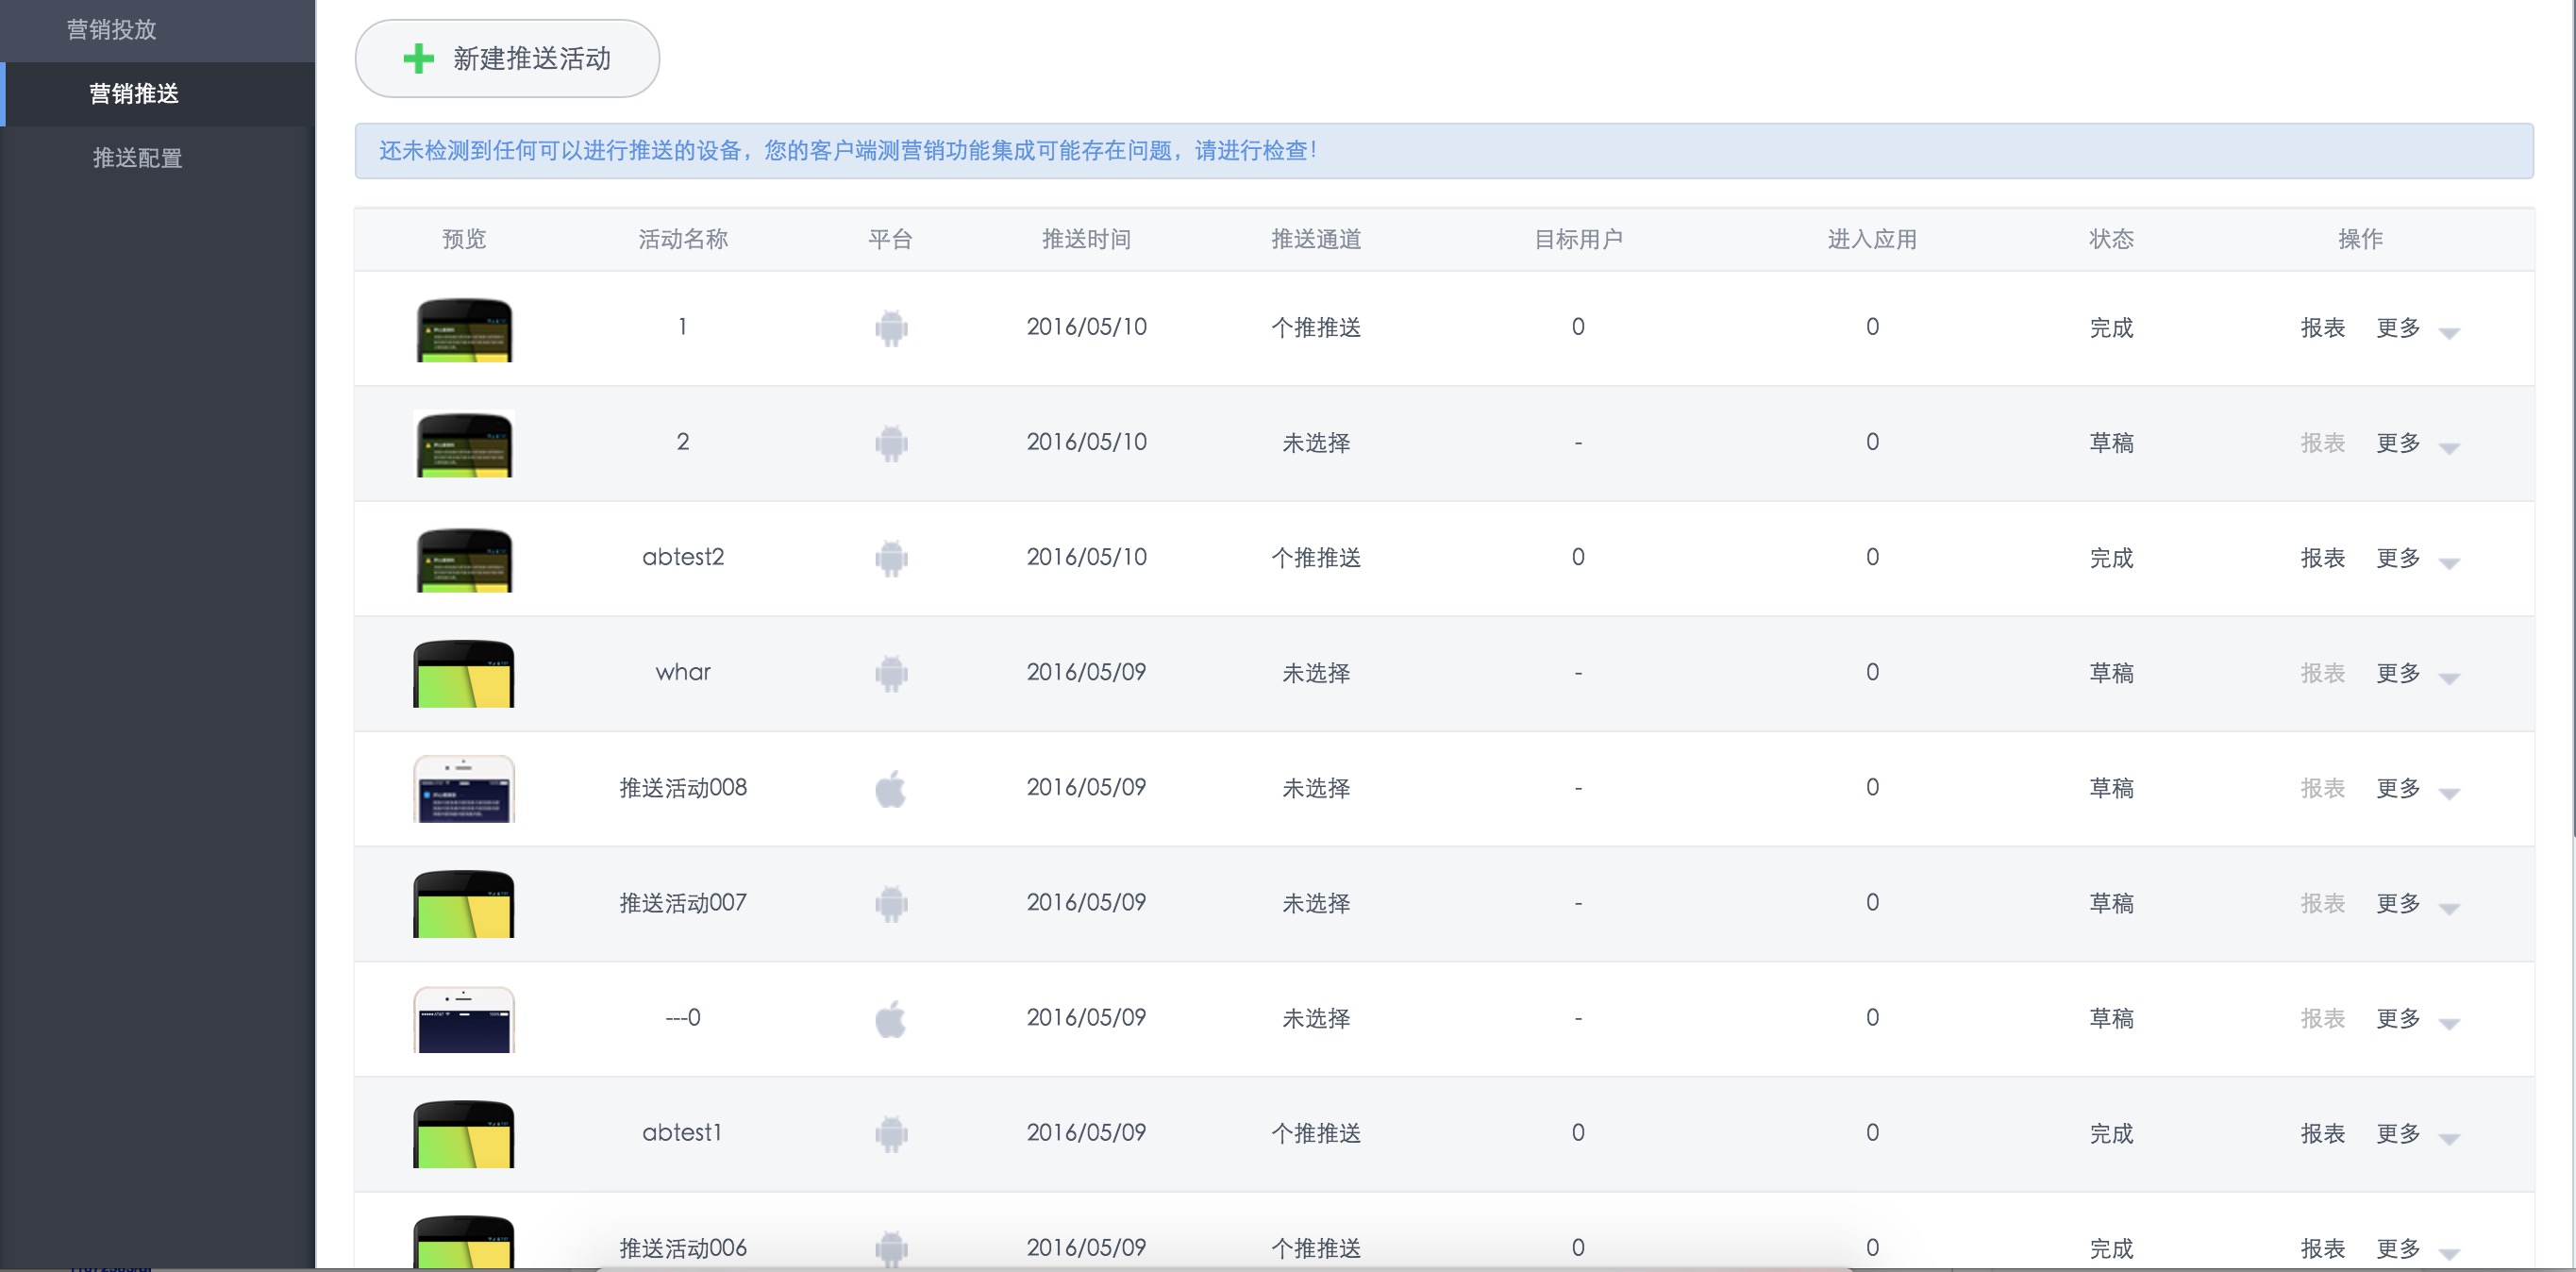 营销投放
营销推送
推送配置
新建推送活动
还未检测到任何可以进行推送的设备，您的客户端测营销功能集成可能存在问题，请进行检查！
预览 活动名称 平台 推送时间 推送通道 目标用户 进入应用 状态 操作
1 2016/05/10 个推推送 0 0 完成 报表 更多
2 2016/05/10 未选择 - 0 草稿 报表 更多
abtest2 2016/05/10 个推推送 0 0 完成 报表 更多
whar 2016/05/09 未选择 - 0 草稿 报表 更多
推送活动008 2016/05/09 未选择 - 0 草稿 报表 更多
推送活动007 2016/05/09 未选择 - 0 草稿 报表 更多
---0 2016/05/09 未选择 - 0 草稿 报表 更多
abtest1 2016/05/09 个推推送 0 0 完成 报表 更多
推送活动006 2016/05/09 个推推送 0 0 完成 报表 更多